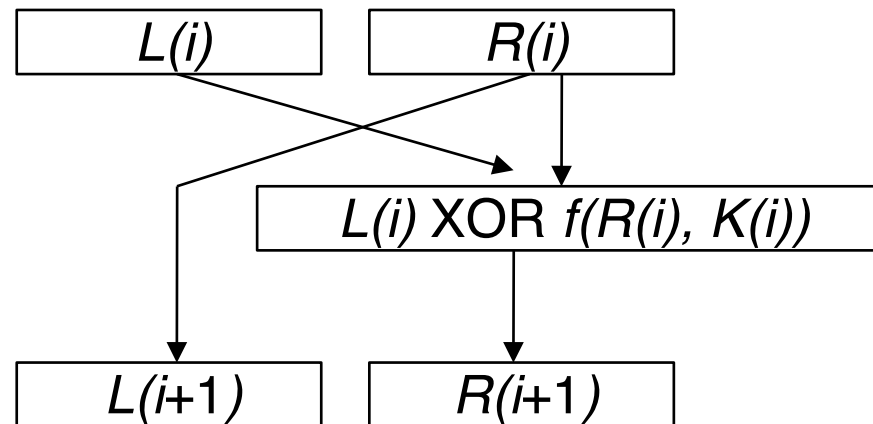 L(i) R(i)
L(i) XOR f(R(i), K(i))
L(i+1) R(i+1)